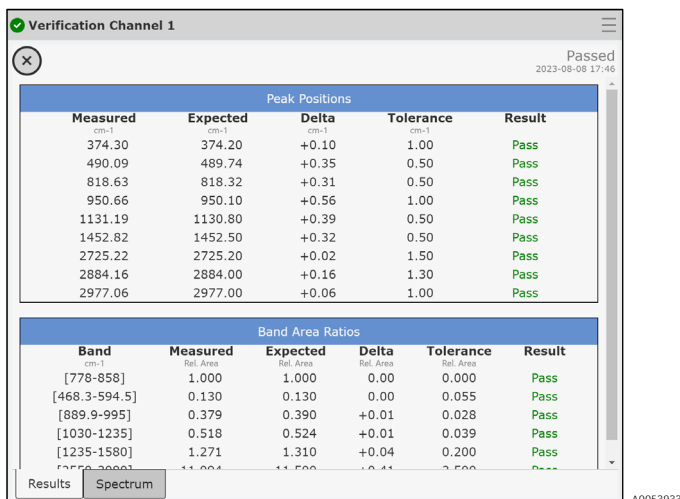 Verification Channel 1
Passed
2023-08-08 17:46
Peak Positions
Measured Expected Delta Tolerance Result
cm-1 cm-1 cm-1 cm-1
374.30 374.20 +0.10 1.00 Pass
490.09 489.74 +0.35 0.50 Pass
818.63 818.32 +0.31 0.50 Pass
950.66 950.10 +0.56 1.00 Pass
1131.19 1130.80 +0.39 0.50 Pass
1452.82 1452.50 +0.32 0.50 Pass
2725.22 2725.20 +0.02 1.50 Pass
2884.16 2884.00 +0.16 1.30 Pass
2977.06 2977.00 +0.06 1.00 Pass
Band Area Ratios
Band Measured Expected Delta Tolerance Result
cm-1 Rel. Area Rel. Area Rel. Area Rel. Area
[778-858] 1.000 1.000 0.00 0.000 Pass
[468.3-594.5] 0.130 0.130 0.00 0.055 Pass
[889.9-995] 0.379 0.390 +0.01 0.028 Pass
[1030-1235] 0.518 0.524 +0.01 0.039 Pass
[1235-1580] 1.271 1.310 +0.04 0.200 Pass
Pass
Results Spectrum